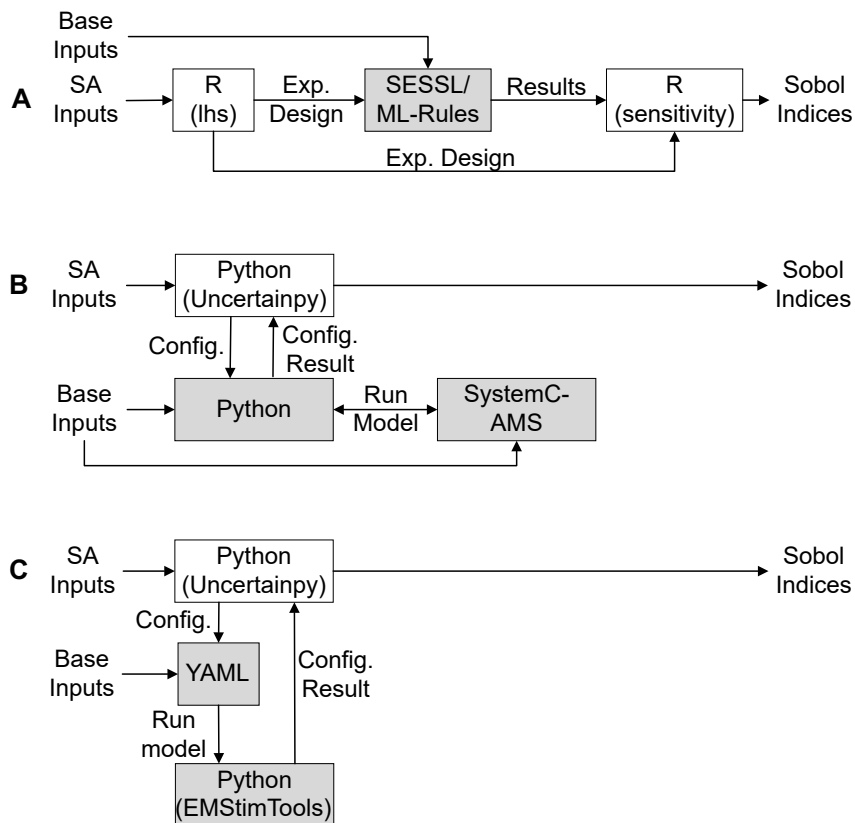 Base
Inputs
A
SA
Inputs
R
(lhs)
Exp.
Design
SESSL/
ML-Rules
Results
R
(sensitivity)
Sobol
Indices
Exp. Design
B
SA
Inputs
Python
(Uncertainpy)
Sobol
Indices
Config.
Config.
Result
Base
Inputs
Python
Run
Model
SystemC-
AMS
C
SA
Inputs
Python
(Uncertainpy)
Sobol
Indices
Config.
Base
Inputs
YAML
Config.
Result
Run
model
Python
(EMStimTools)